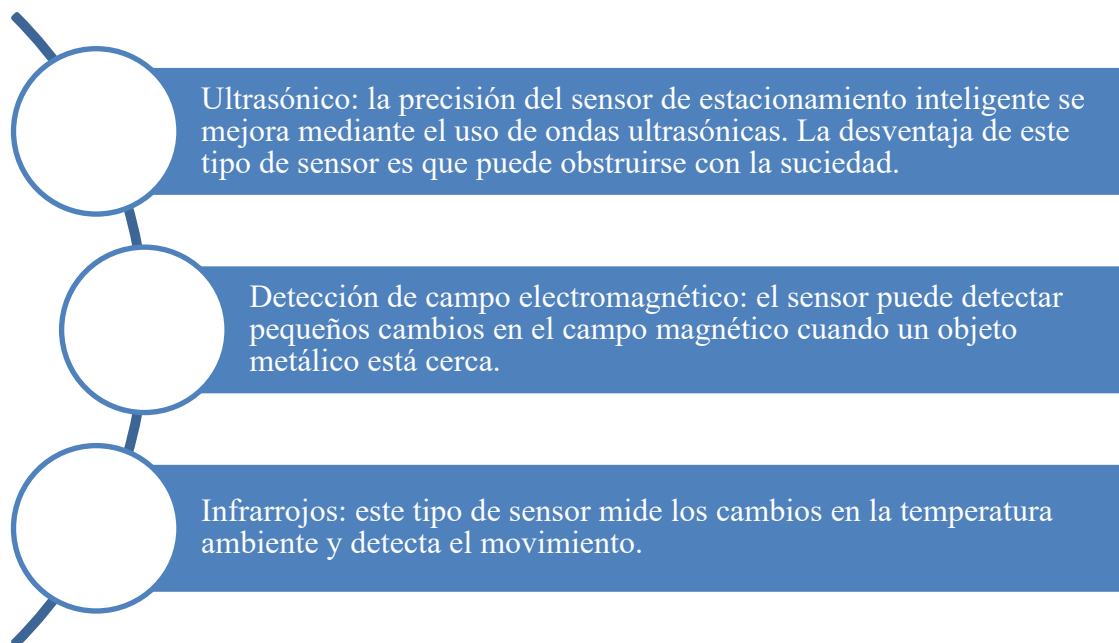 Ultrasónico: la precisión del sensor de estacionamiento inteligente se
mejora mediante el uso de ondas ultrasónicas. La desventaja de este
tipo de sensor es que puede obstruirse con la suciedad.
Detección de campo electromagnético: el sensor puede detectar
pequeños cambios en el campo magnético cuando un objeto
metálico está cerca.
Infrarrojos: este tipo de sensor mide los cambios en la temperatura
ambiente y detecta el movimiento.